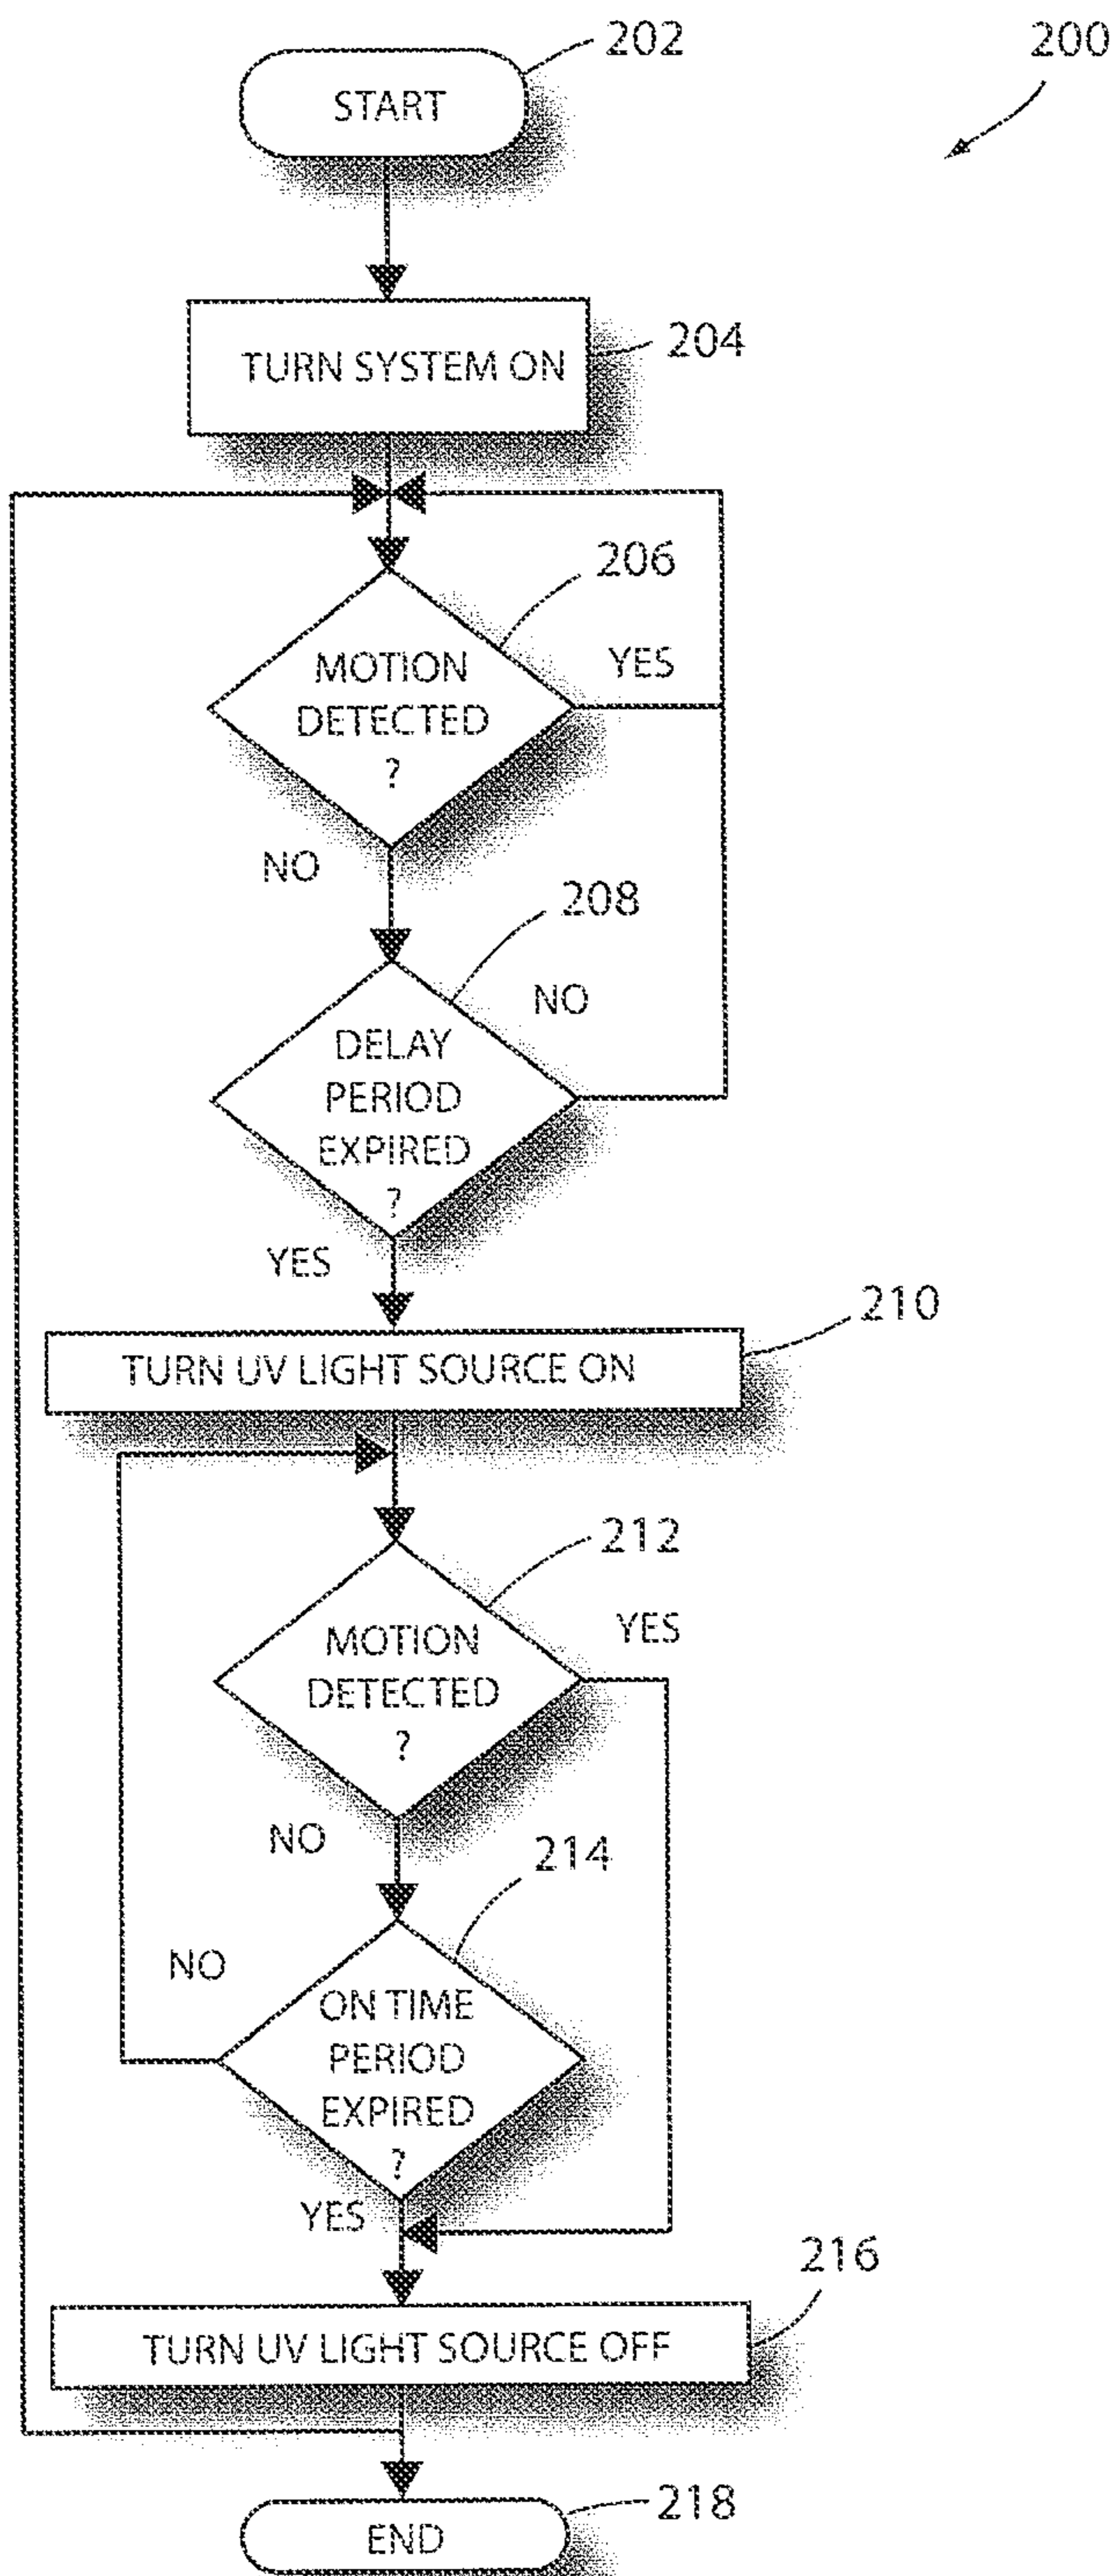 202
200
START
204
TURN SYSTEM ON
206
MOTION
DETECTED
?
YES
NO
208
NO
DELAY
PERIOD
EXPIRED
?
YES
210
TURN UV LIGHT SOURCE ON
212
YES
MOTION
DETECTED
?
NO
214
NO
ON TIME
PERIOD
EXPIRED
?
YES
216
TURN UV LIGHT SOURCE OFF
218
END